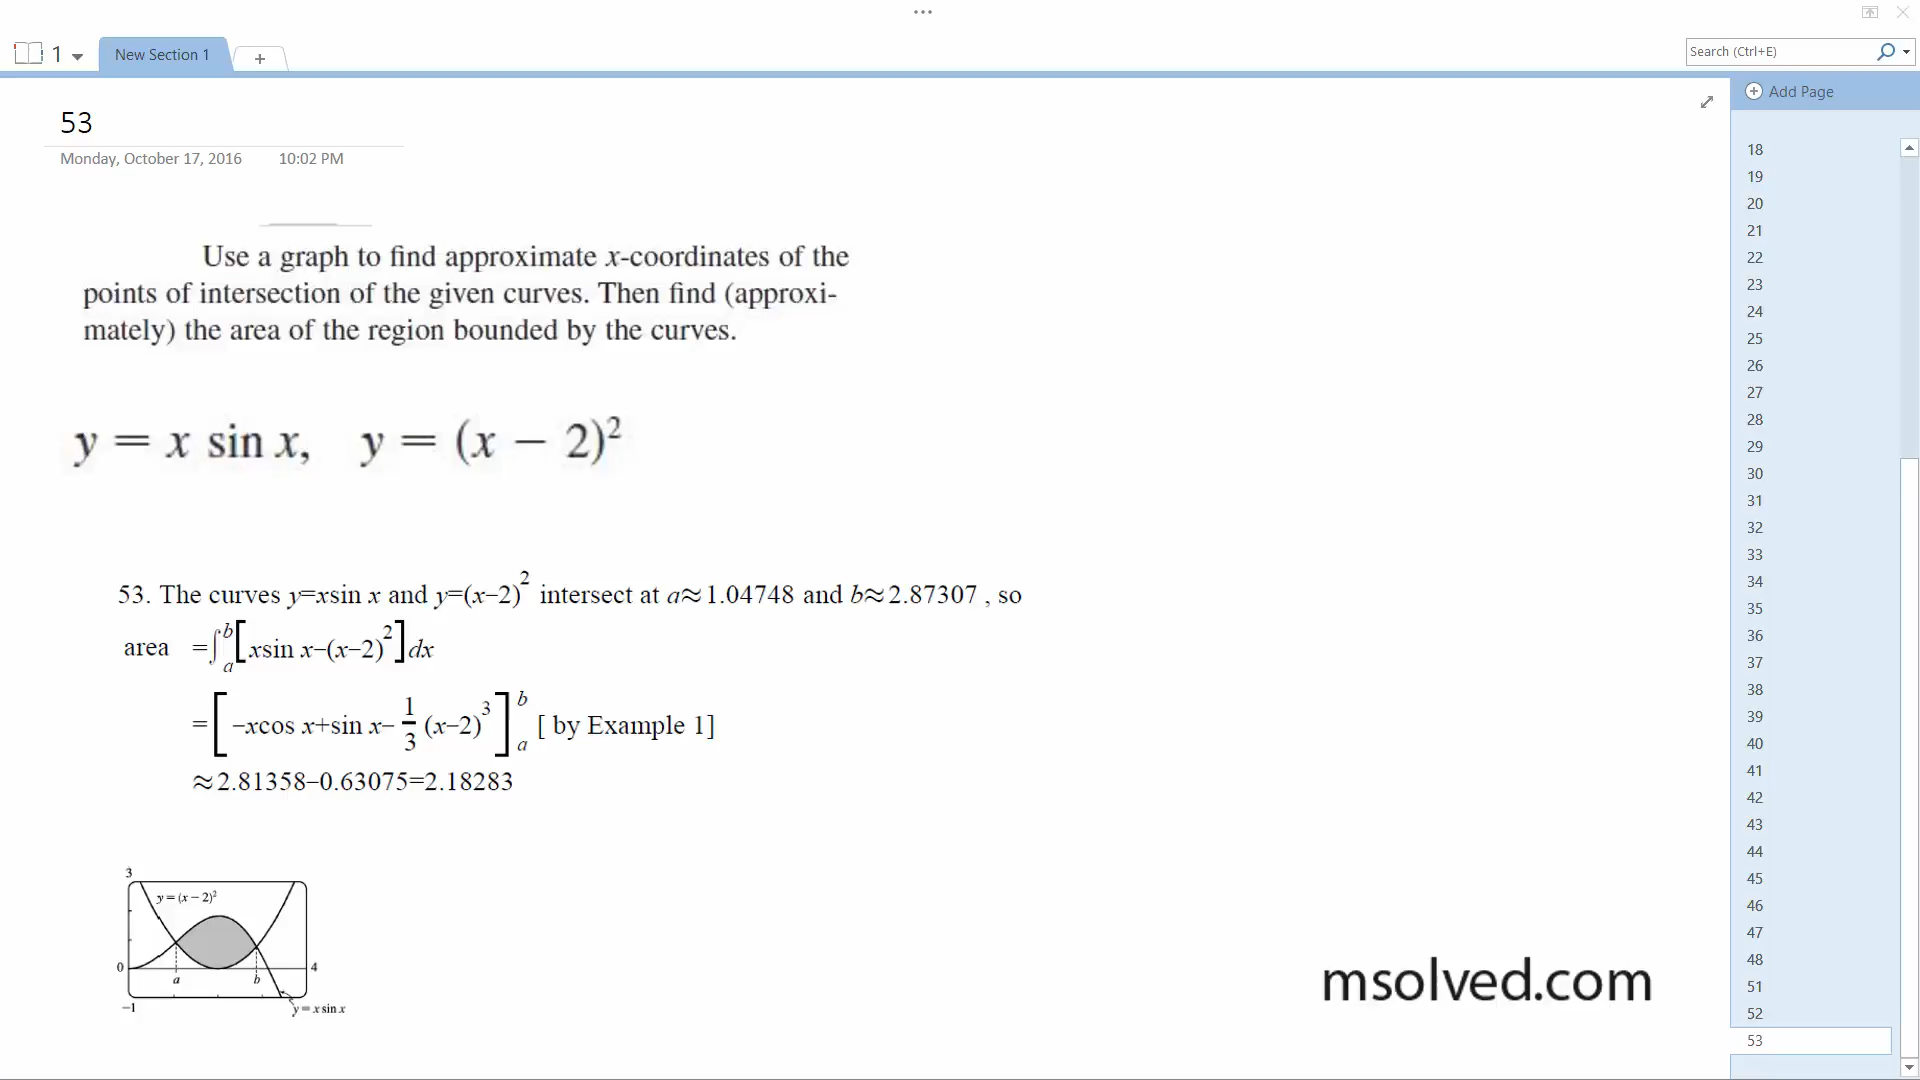 ...
1
New Section 1
+
Search (Ctrl+E)
Add Page
53
Monday, October 17, 2016 10:02 PM
Use a graph to find approximate x-coordinates of the
points of intersection of the given curves. Then find (approxi-
mately) the area of the region bounded by the curves.
y = x sin x, y = (x − 2)²
53. The curves y=xsin x and y=(x−2)² intersect at a≈1.04748 and b≈2.87307 , so
area =∫ₐᵇ[xsin x−(x−2)²]dx
=[−xcos x+sin x−1/3 (x−2)³]ₐᵇ [ by Example 1]
≈2.81358−0.63075=2.18283
3
y = (x − 2)²
0
4
a
b
−1
y = x sin x
msolved.com
18
19
20
21
22
23
24
25
26
27
28
29
30
31
32
33
34
35
36
37
38
39
40
41
42
43
44
45
46
47
48
51
52
53